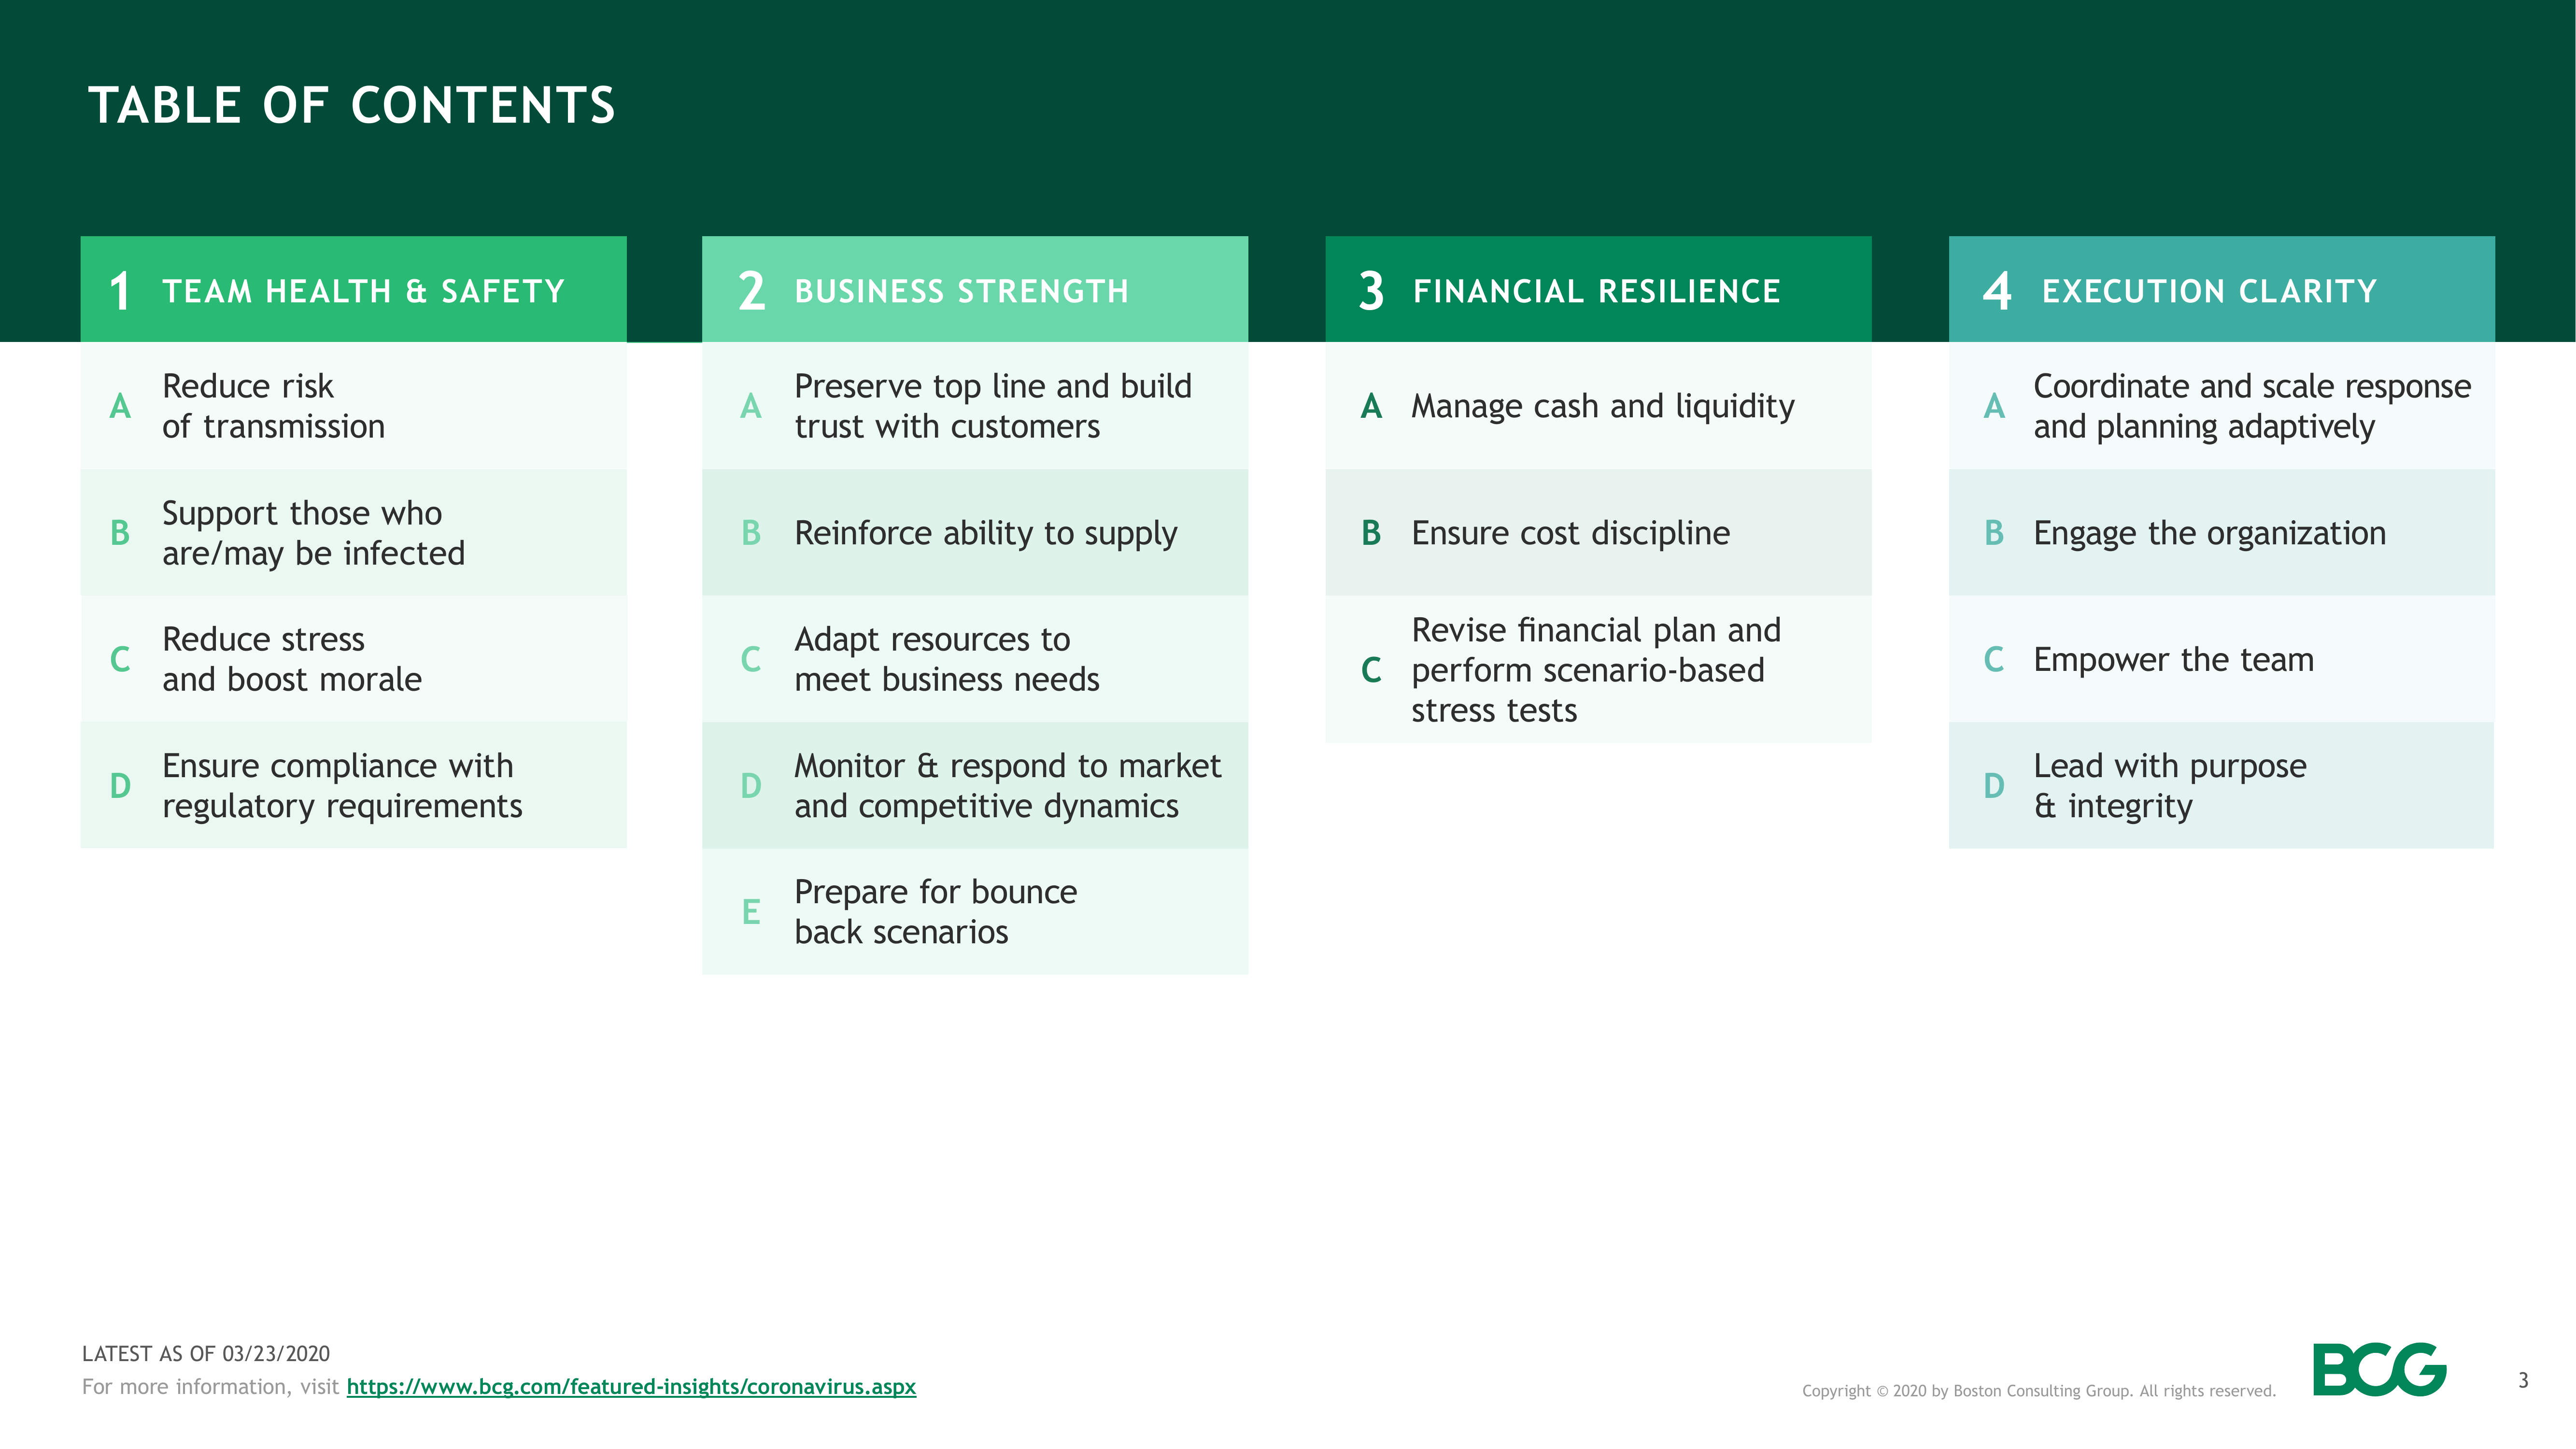 TABLE OF CONTENTS
1 TEAM HEALTH & SAFETY
A Reduce risk
of transmission
B Support those who
are/may be infected
C Reduce stress
and boost morale
D Ensure compliance with
regulatory requirements
2 BUSINESS STRENGTH
A Preserve top line and build
trust with customers
B Reinforce ability to supply
C Adapt resources to
meet business needs
D Monitor & respond to market
and competitive dynamics
E Prepare for bounce
back scenarios
3 FINANCIAL RESILIENCE
A Manage cash and liquidity
B Ensure cost discipline
C Revise financial plan and
perform scenario-based
stress tests
4 EXECUTION CLARITY
A Coordinate and scale response
and planning adaptively
B Engage the organization
C Empower the team
D Lead with purpose
& integrity
LATEST AS OF 03/23/2020
For more information, visit https://www.bcg.com/featured-insights/coronavirus.aspx
Copyright © 2020 by Boston Consulting Group. All rights reserved.
BCG
3